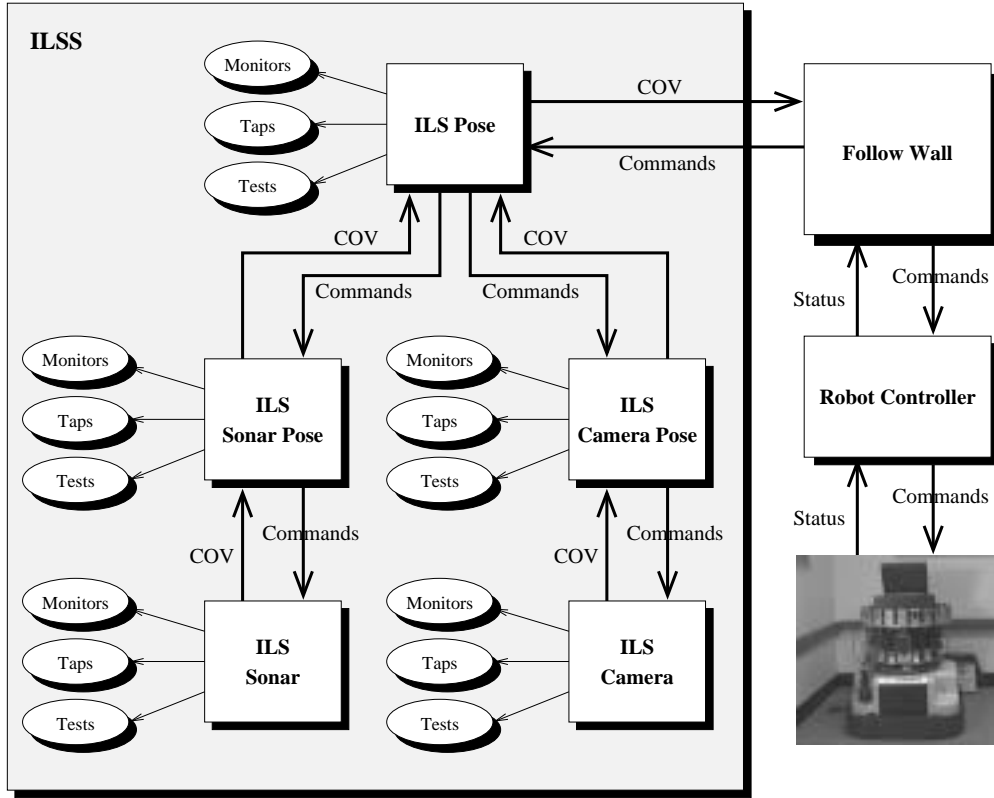 ILSS
Monitors
Taps
Tests
ILS Pose
COV
Commands
Follow Wall
COV
Commands
COV
Commands
Status
Commands
Monitors
Taps
Tests
ILS
Sonar Pose
Monitors
Taps
Tests
ILS
Camera Pose
Robot Controller
COV
Commands
COV
Commands
Status
Commands
Monitors
Taps
Tests
ILS
Sonar
Monitors
Taps
Tests
ILS
Camera